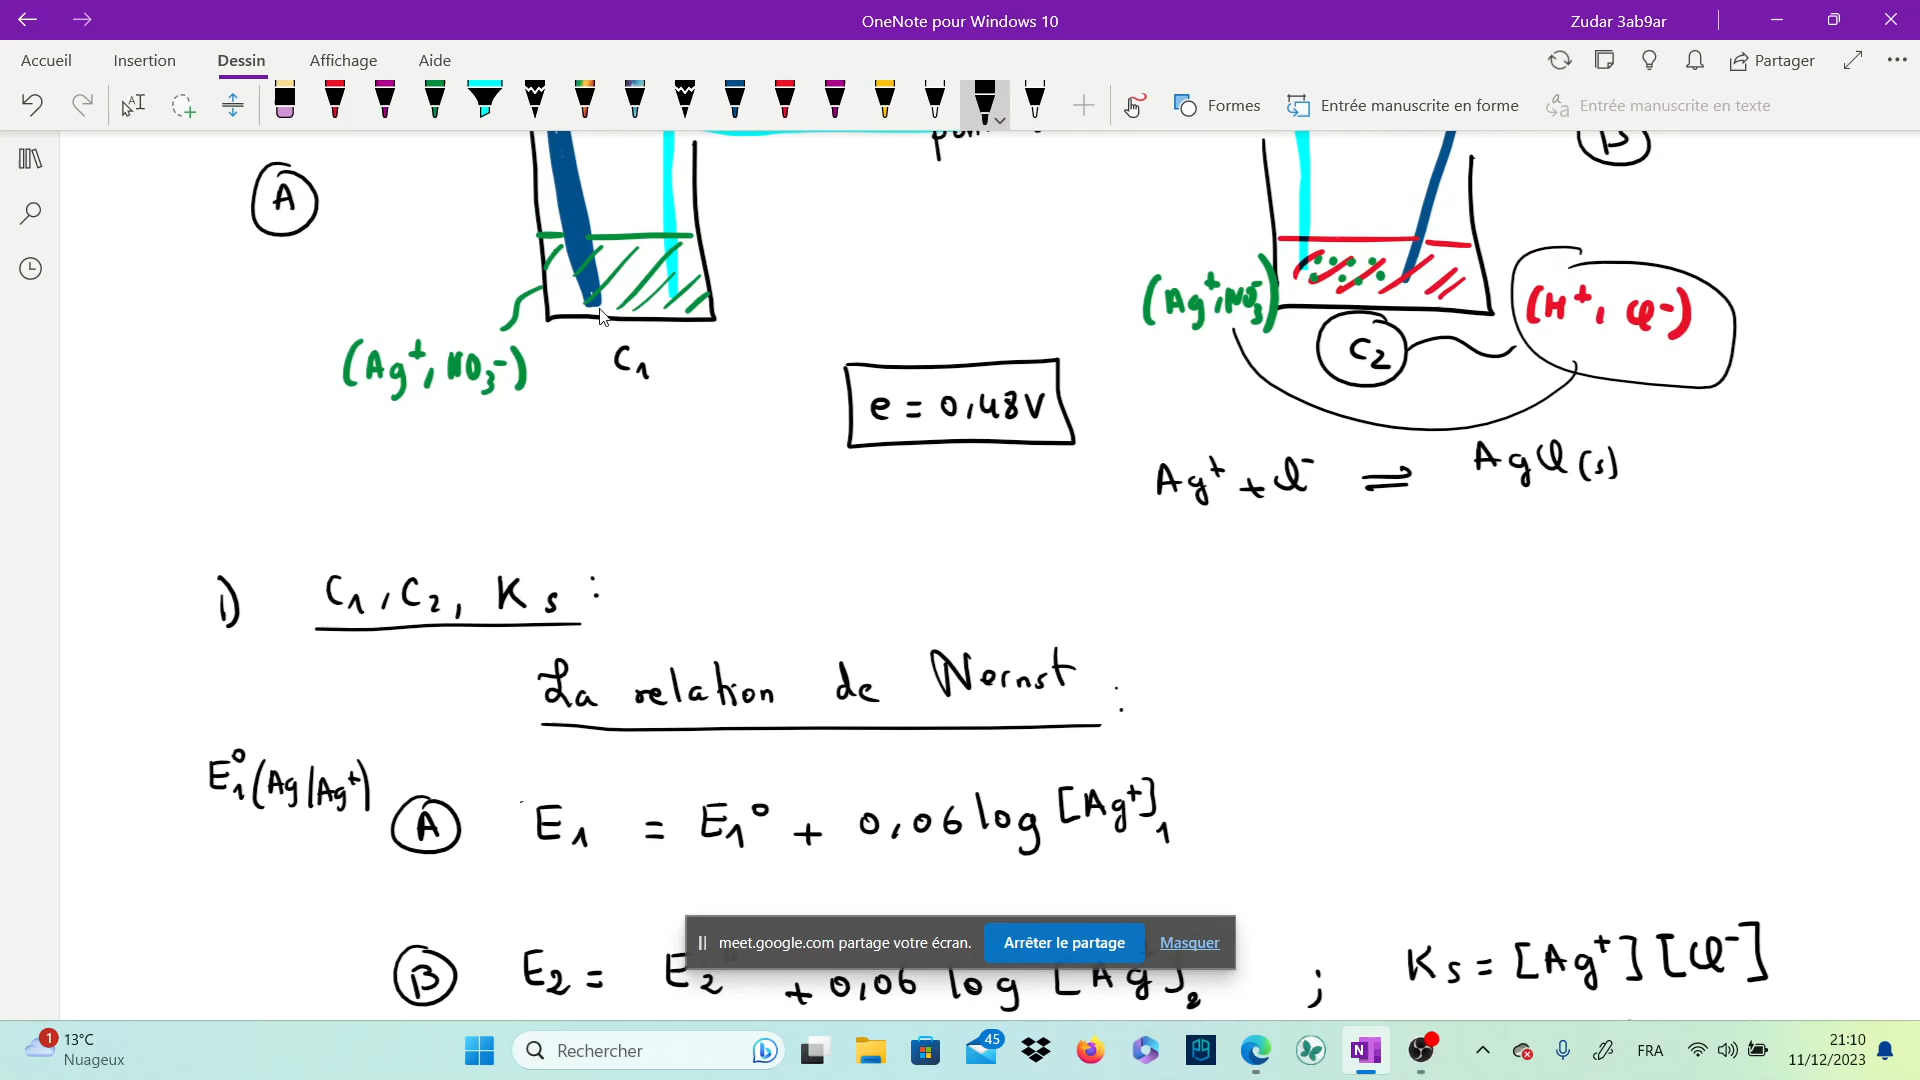 OneNote pour Windows 10
Zudar 3ab9ar
Accueil Insertion Dessin Affichage Aide
Partager
Formes Entrée manuscrite en forme Entrée manuscrite en texte
A
B
(Ag⁺, NO₃⁻)
C₁
(Ag⁺, NO₃⁻)
C₂
(H⁺, Cl⁻)
e = 0,48V
Ag⁺ + Cl⁻ ⇌ AgCl(s)
1) C₁, C₂, Ks :
La relation de Nernst :
E₁°(Ag|Ag⁺)
A E₁ = E₁° + 0,06 log [Ag⁺]₁
B E₂ = E₂° + 0,06 log [Ag⁺]₂ ; Ks = [Ag⁺][Cl⁻]
meet.google.com partage votre écran. Arrêter le partage Masquer
1
13°C
Nuageux
Rechercher
45
FRA
21:10
11/12/2023